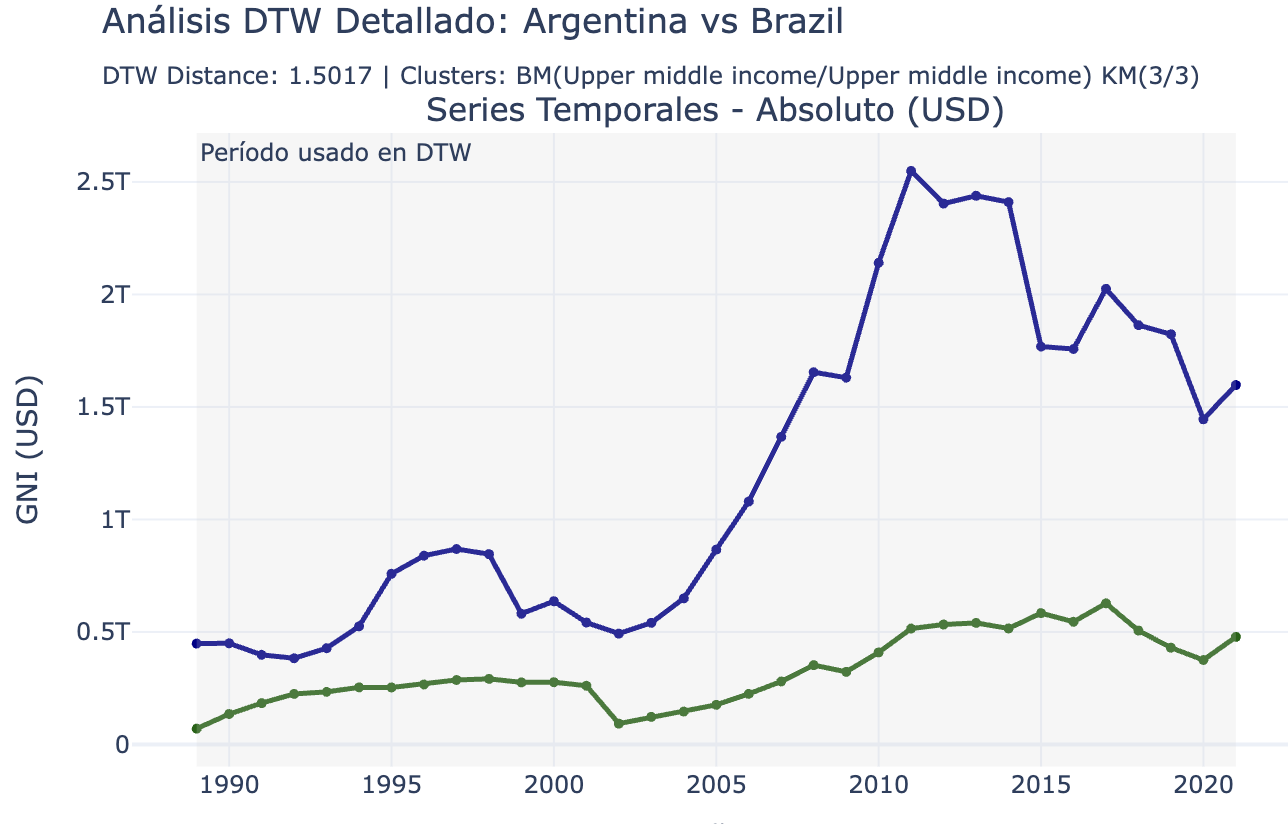 Análisis DTW Detallado: Argentina vs Brazil
DTW Distance: 1.5017 | Clusters: BM(Upper middle income/Upper middle income) KM(3/3)
Series Temporales - Absoluto (USD)
Período usado en DTW
2.5T
2T
1.5T
1T
0.5T
0
GNI (USD)
1990 1995 2000 2005 2010 2015 2020